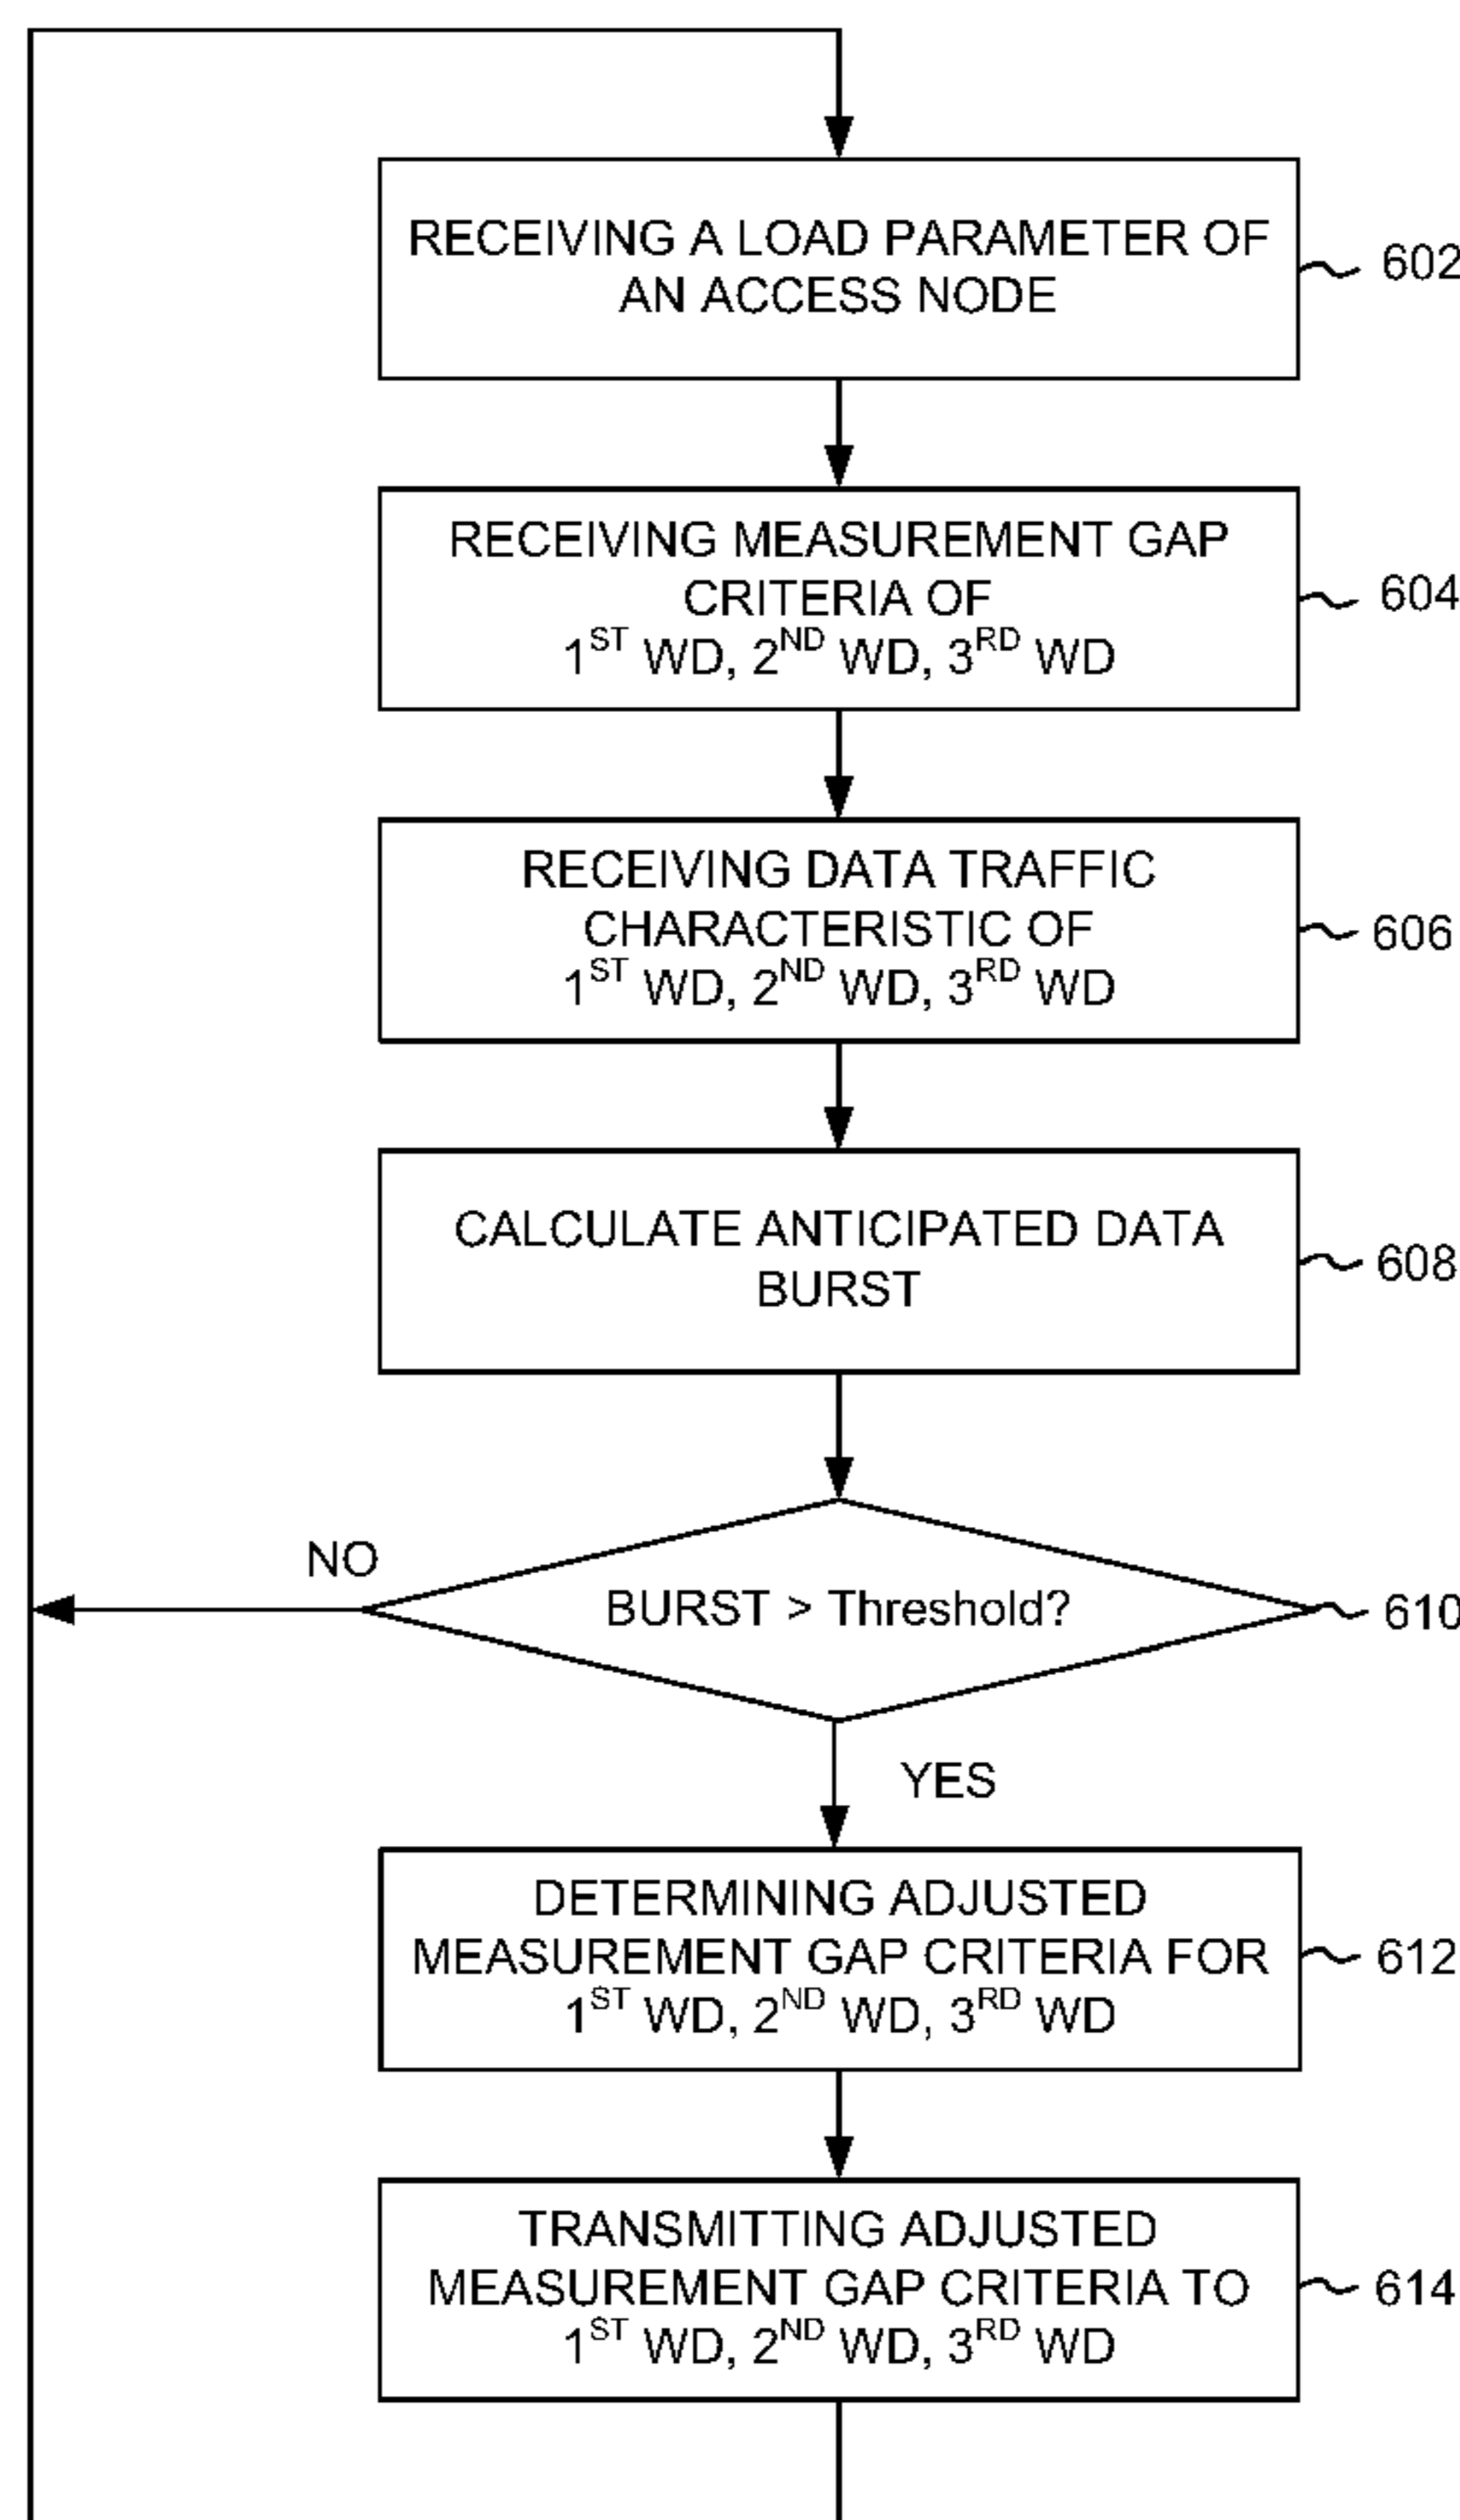 RECEIVING A LOAD PARAMETER OF
AN ACCESS NODE
602
RECEIVING MEASUREMENT GAP
CRITERIA OF
1ST WD, 2ND WD, 3RD WD
604
RECEIVING DATA TRAFFIC
CHARACTERISTIC OF
1ST WD, 2ND WD, 3RD WD
606
CALCULATE ANTICIPATED DATA
BURST
608
NO
BURST > Threshold?
610
YES
DETERMINING ADJUSTED
MEASUREMENT GAP CRITERIA FOR
1ST WD, 2ND WD, 3RD WD
612
TRANSMITTING ADJUSTED
MEASUREMENT GAP CRITERIA TO
1ST WD, 2ND WD, 3RD WD
614